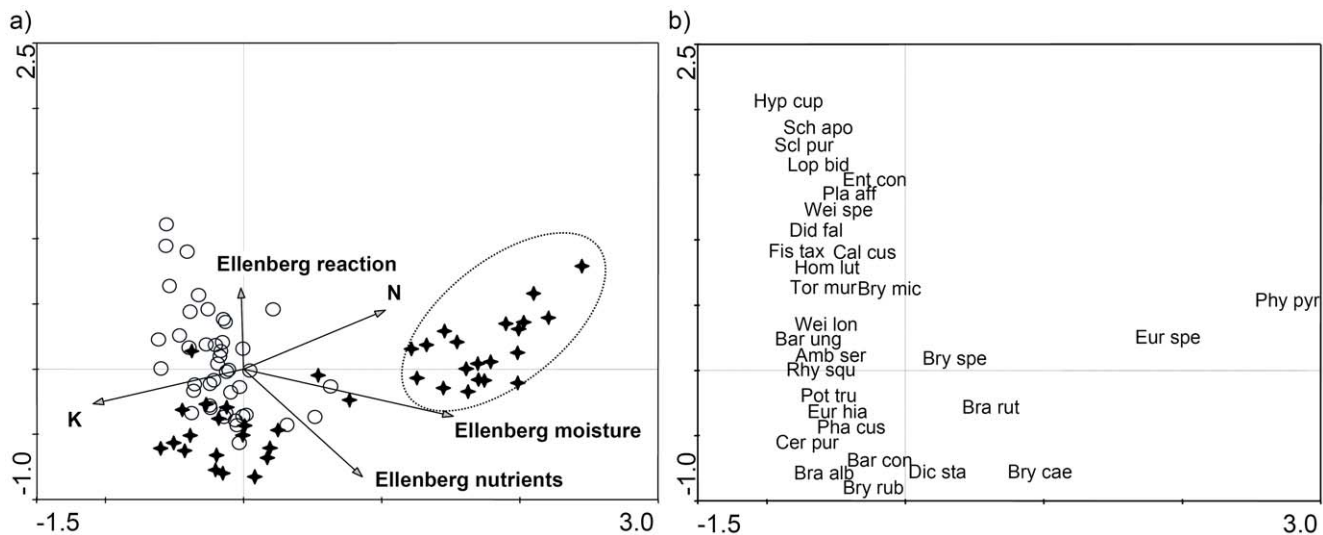 a)
2.5
Ellenberg reaction
N
K
Ellenberg moisture
Ellenberg nutrients
-1.0
-1.5
3.0
b)
2.5
Hyp cup
Sch apo
Scl pur
Lop bid
Ent con
Pla aff
Wei spe
Did fal
Fis tax Cal cus
Hom lut
Tor mur Bry mic
Phy pyr
Wei lon
Bar ung
Eur spe
Amb ser
Bry spe
Rhy squ
Pot tru
Bra rut
Eur hia
Pha cus
Cer pur
Bar con
Bra alb
Dic sta
Bry cae
Bry rub
-1.0
-1.5
3.0